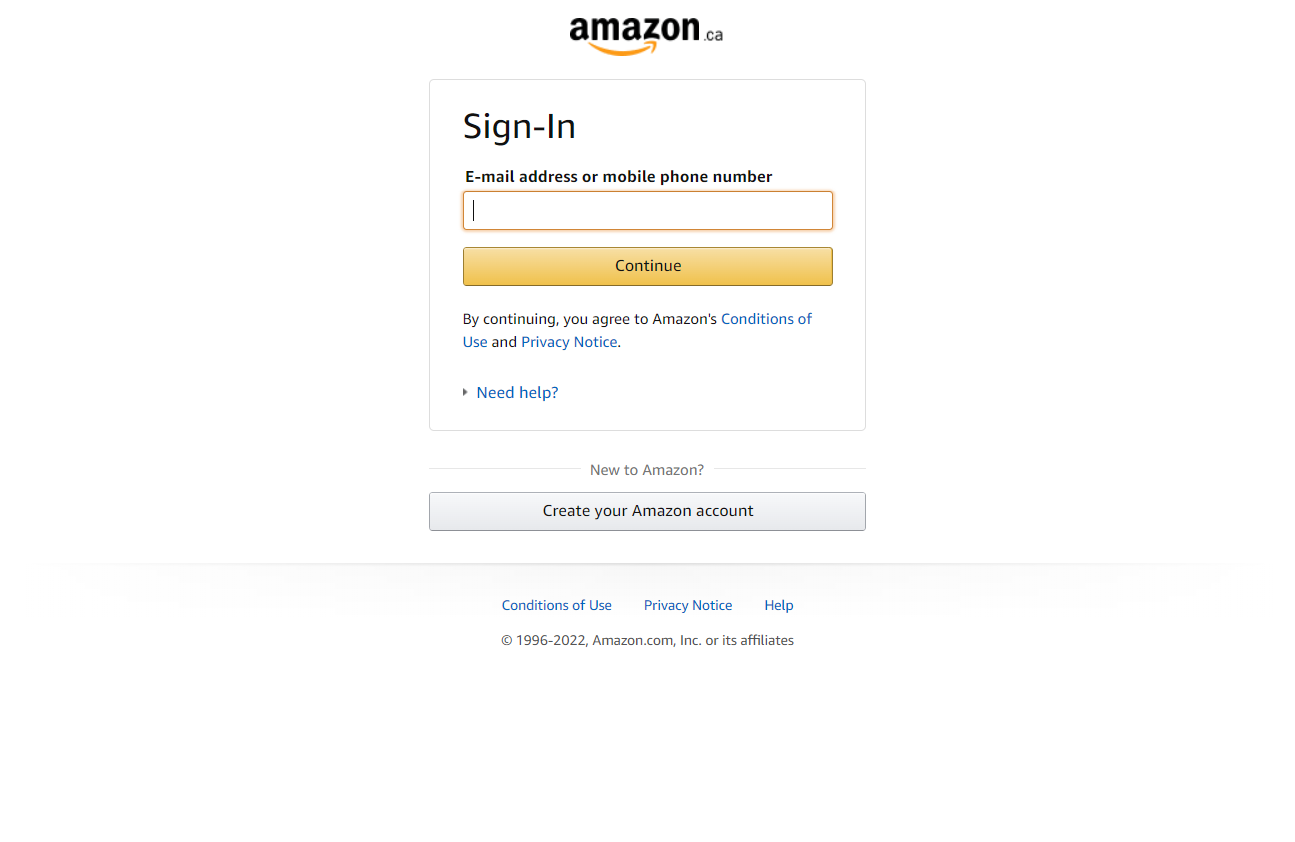 amazon.ca
Sign-In
E-mail address or mobile phone number
Continue
By continuing, you agree to Amazon's Conditions of
Use and Privacy Notice.
Need help?
New to Amazon?
Create your Amazon account
Conditions of Use Privacy Notice Help
© 1996-2022, Amazon.com, Inc. or its affiliates